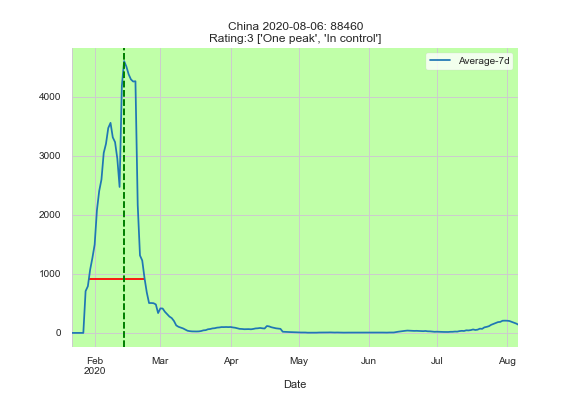 China 2020-08-06: 88460
Rating:3 ['One peak', 'In control']
Average-7d
4000
3000
2000
1000
0
Feb
2020
Mar
Apr
May
Jun
Jul
Aug
Date